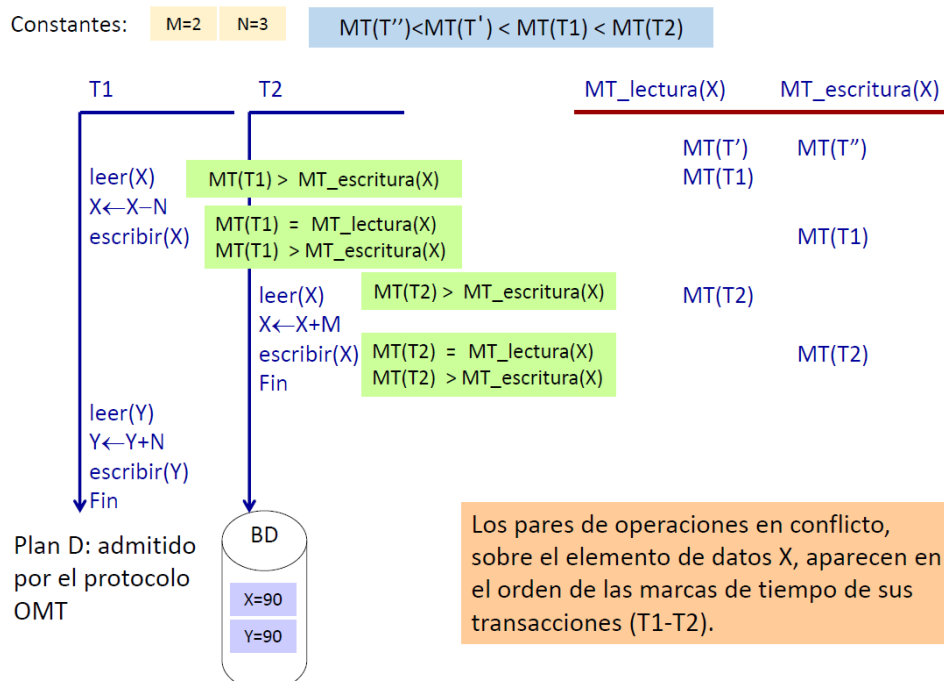 Constantes: M=2 N=3 MT(T'')<MT(T') < MT(T1) < MT(T2)
T1 T2 MT_lectura(X) MT_escritura(X)
MT(T') MT(T”)
leer(X) MT(T1) > MT_escritura(X) MT(T1)
X←X−N
MT(T1) = MT_lectura(X)
escribir(X) MT(T1)
MT(T1) >MT_escritura(X)
leer(X) MT(T2) > MT_escritura(X) MT(T2)
X←X+M
escribir(X) MT(T2) = MT_lectura(X) MT(T2)
Fin MT(T2) >MT_escritura(X)
leer(Y)
Y←Y+N
escribir(Y)
Fin
Plan D: admitido
por el protocolo
OMT
BD
X=90
Y=90
Los pares de operaciones en conflicto,
sobre el elemento de datos X, aparecen en
el orden de las marcas de tiempo de sus
transacciones (T1-T2).